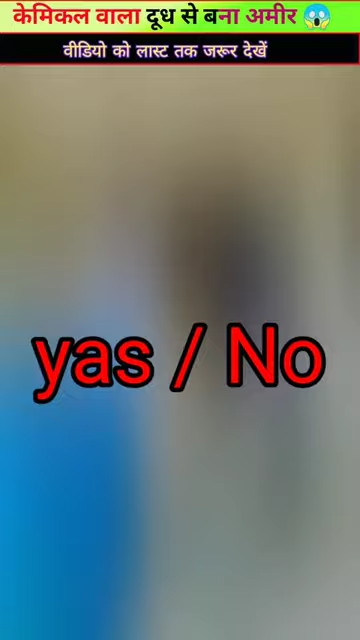 केमिकल वाला दूध से बना अमीर 😱
वीडियो को लास्ट तक जरूर देखें
yas / No